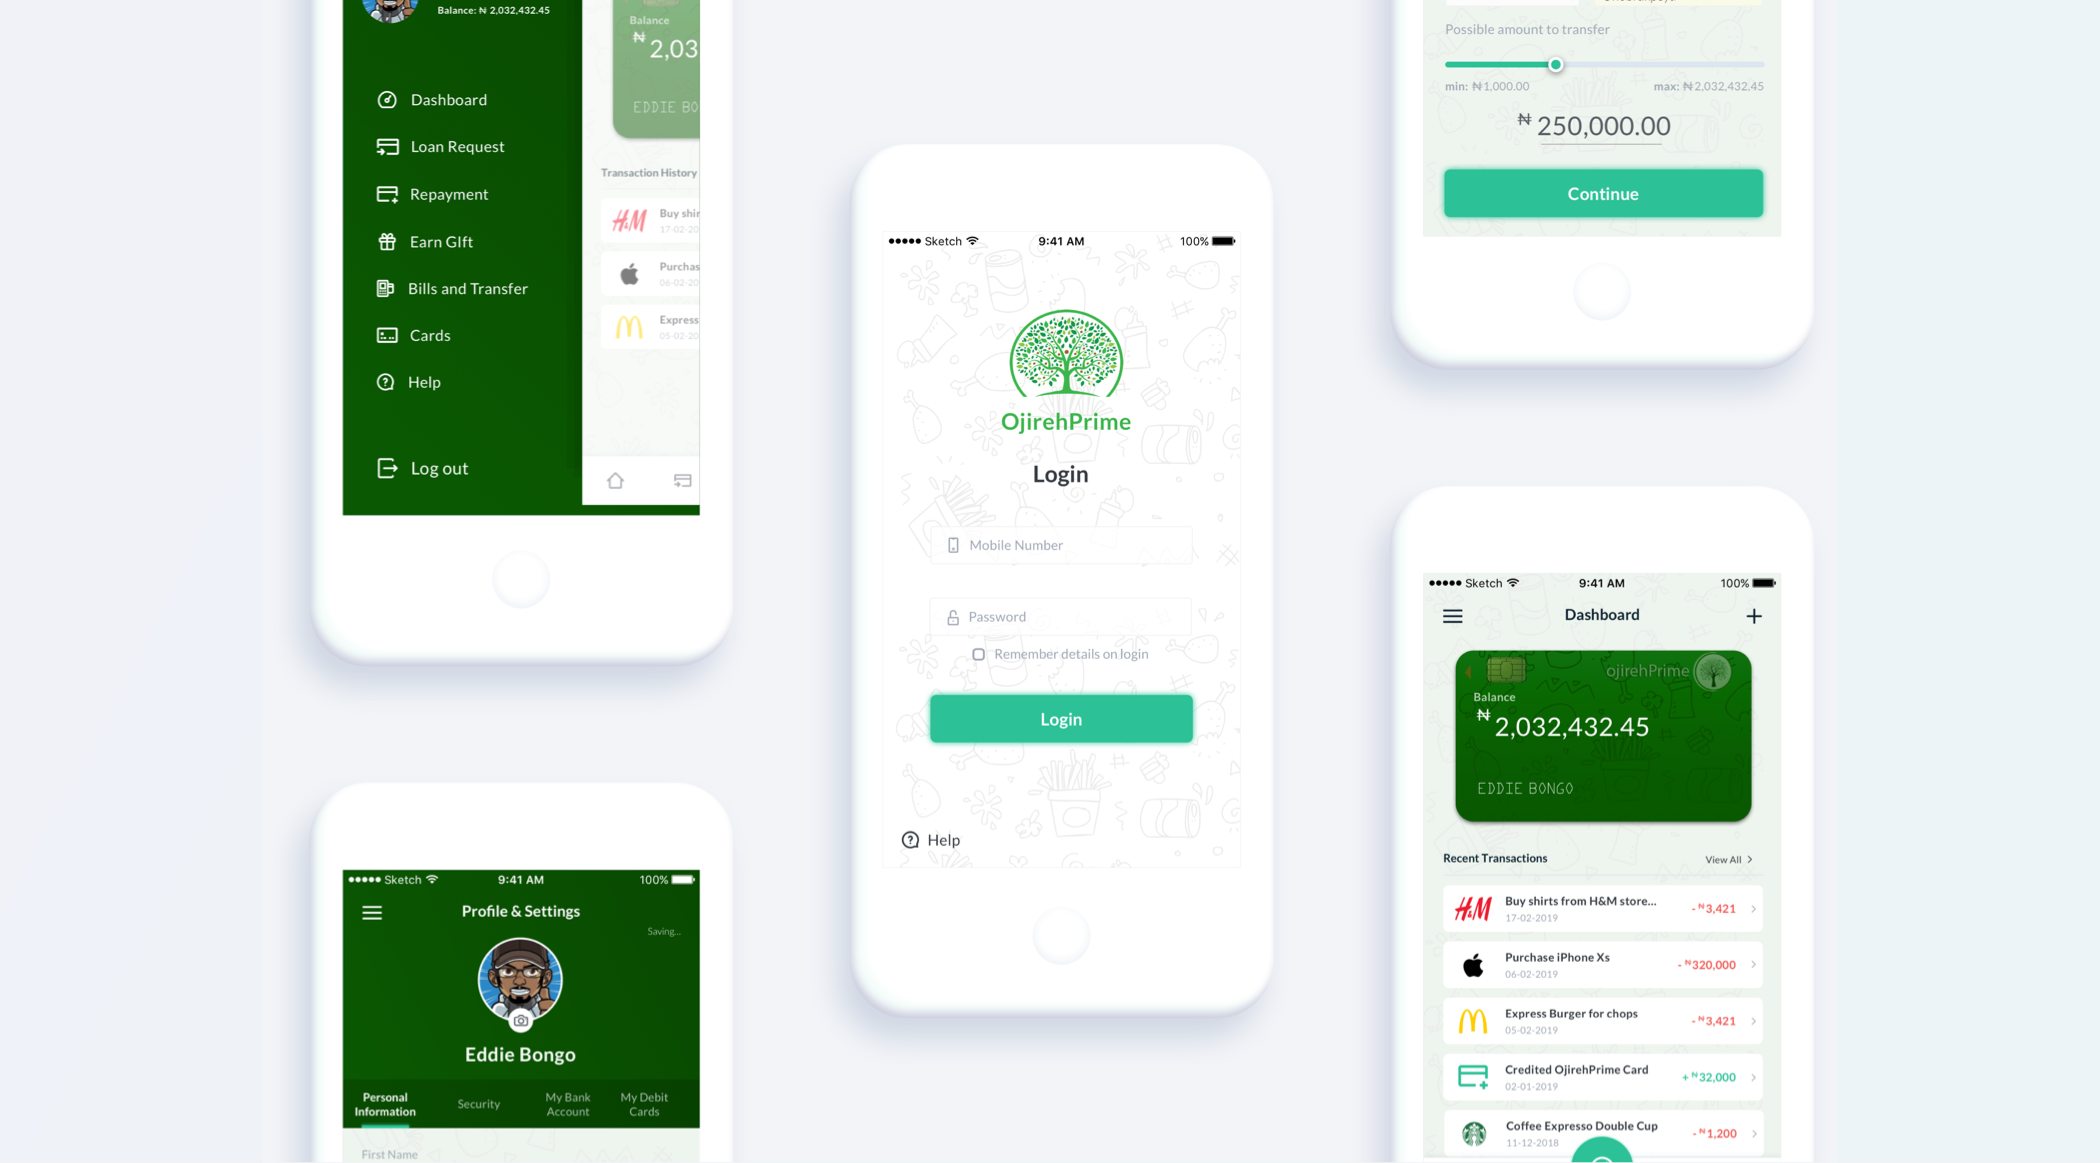 Balance: ₦ 2,032,432.45
Dashboard
Loan Request
Repayment
Earn GIft
Bills and Transfer
Cards
Help
Log out
Balance
₦ 2,03
EDDIE BO
Transaction History
Buy shir
17-02-20
Purchas
06-02-20
Express
05-02-20
Sketch 9:41 AM 100%
Profile & Settings
Saving...
Eddie Bongo
Personal Information
Security
My Bank Account
My Debit Cards
First Name
Sketch 9:41 AM 100%
OjirehPrime
Login
Mobile Number
Password
Remember details on login
Login
Help
Possible amount to transfer
min: ₦1,000.00 max: ₦2,032,432.45
₦ 250,000.00
Continue
Sketch 9:41 AM 100%
Dashboard
ojirehPrime
Balance
₦ 2,032,432.45
EDDIE BONGO
Recent Transactions View All
H&M Buy shirts from H&M store... - ₦3,421
17-02-2019
Purchase iPhone Xs - ₦320,000
06-02-2019
Express Burger for chops - ₦3,421
05-02-2019
Credited OjirehPrime Card + ₦32,000
02-01-2019
Coffee Expresso Double Cup - ₦1,200
11-12-2018